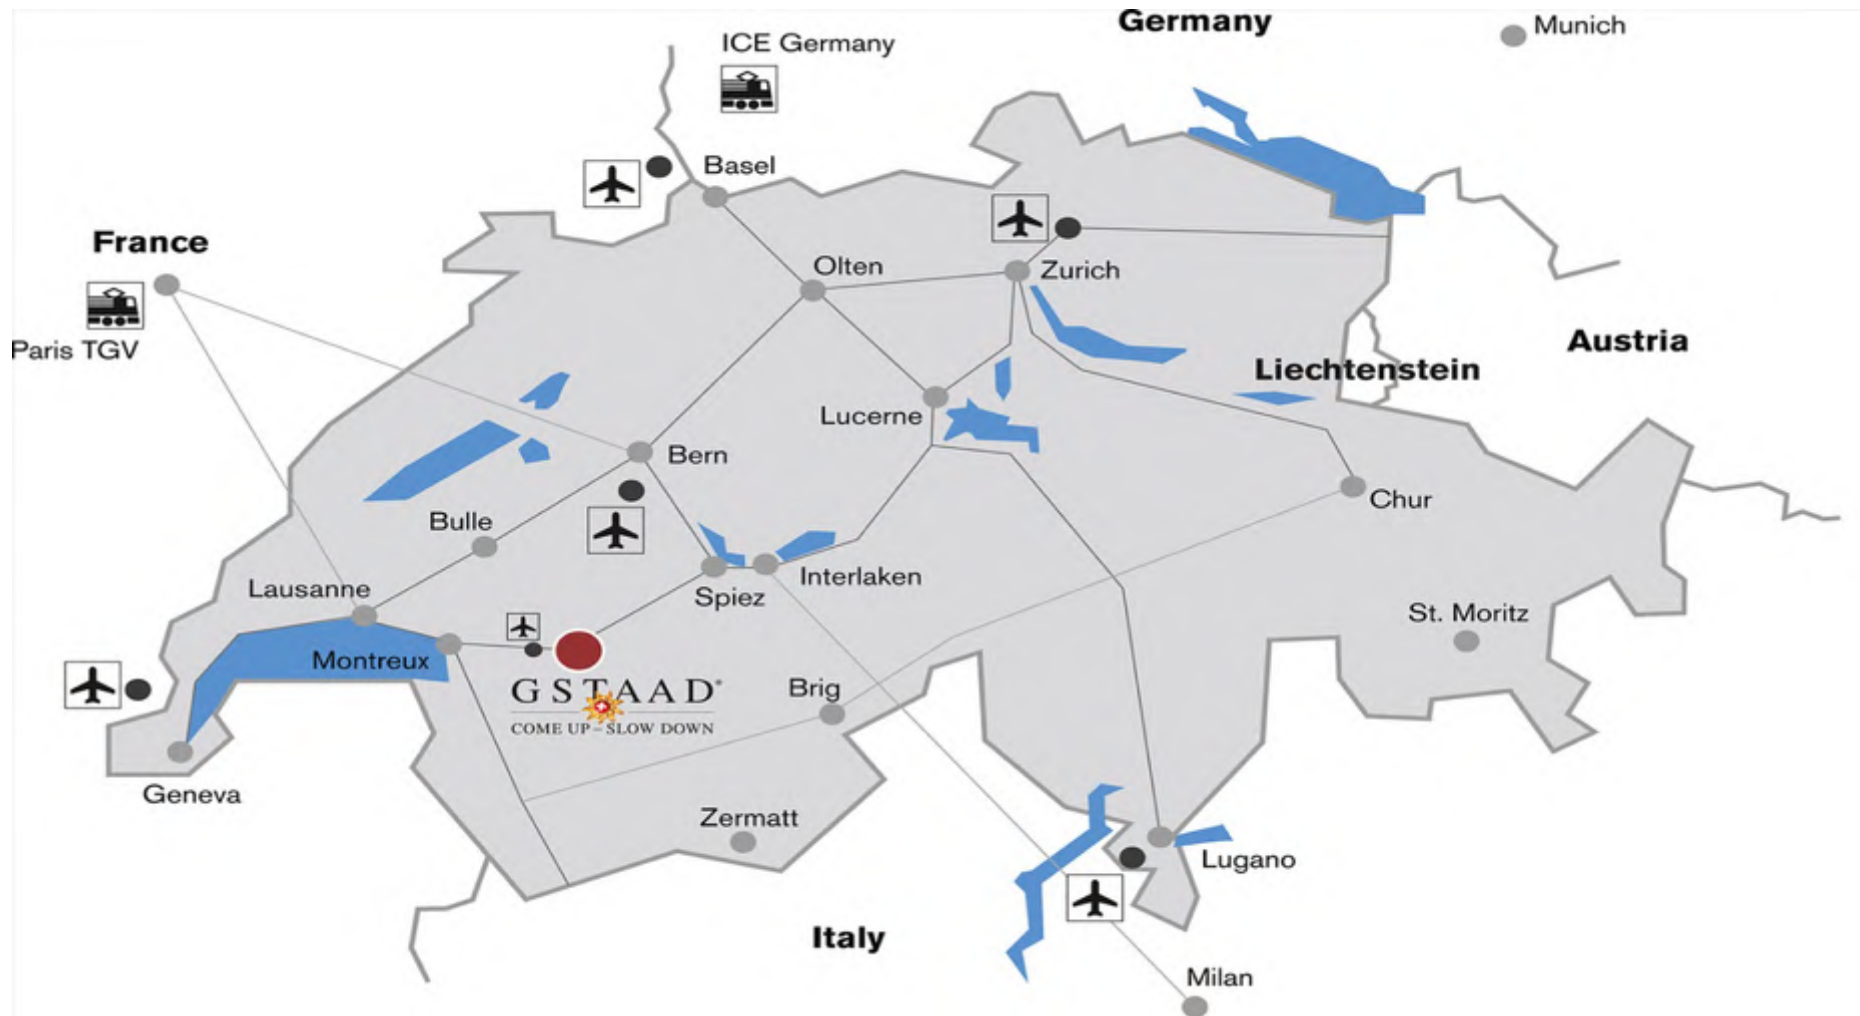 Germany
Munich
ICE Germany
Basel
France
Olten
Zurich
Paris TGV
Austria
Liechtenstein
Lucerne
Bern
Chur
Bulle
Interlaken
Lausanne
Spiez
St. Moritz
Montreux
GSTAAD
COME UP – SLOW DOWN
Brig
Geneva
Zermatt
Lugano
Italy
Milan